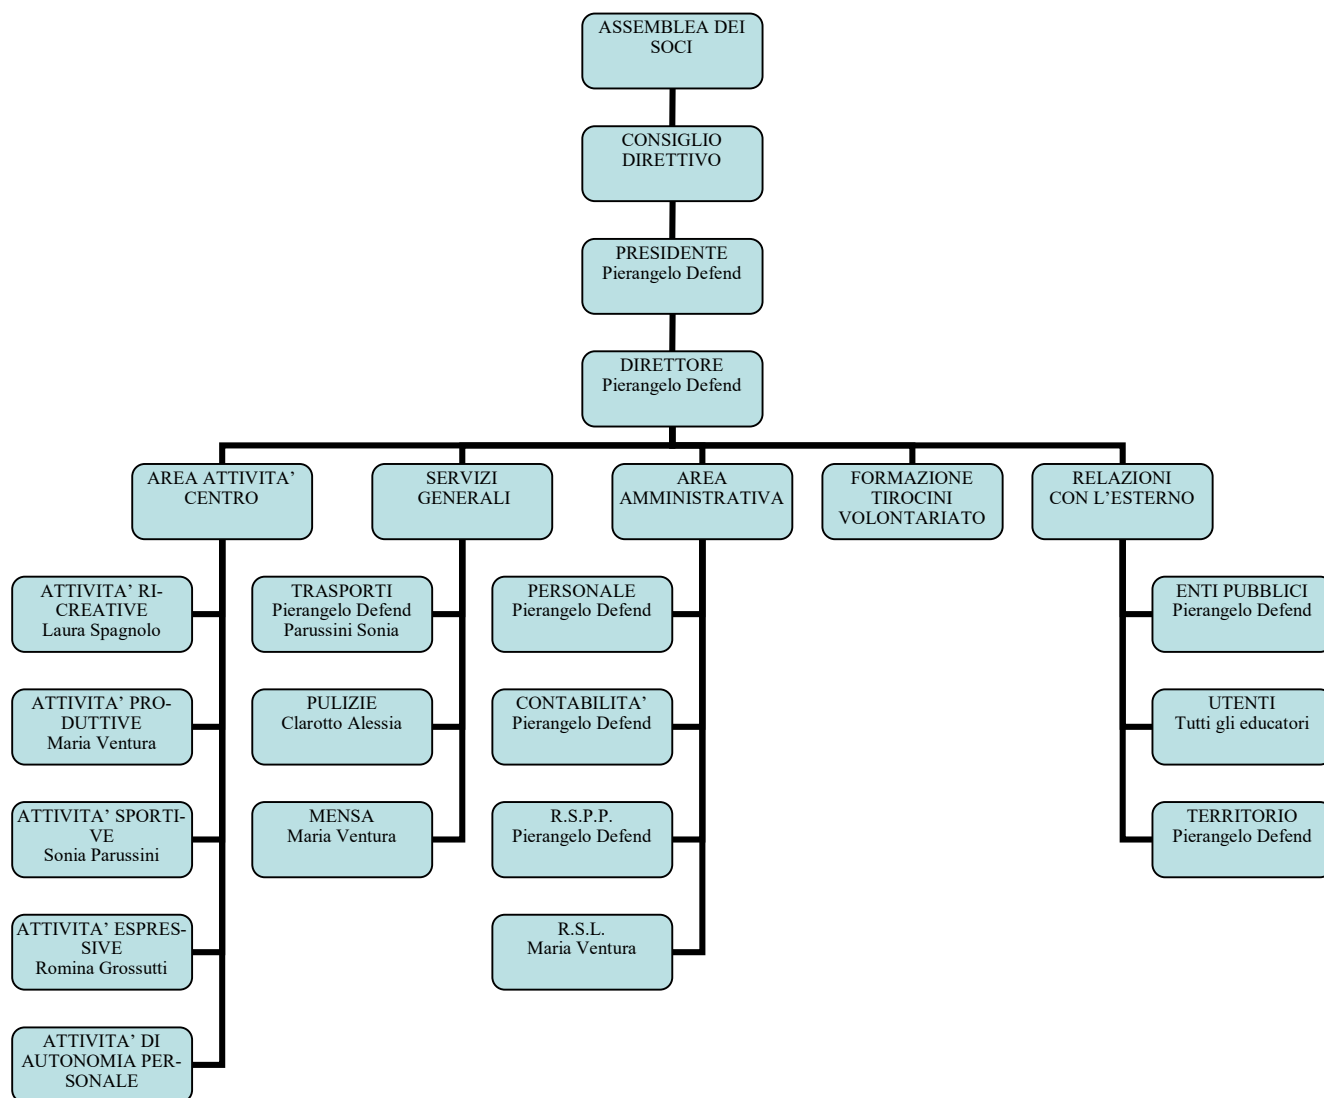 ASSEMBLEA DEI
SOCI
CONSIGLIO
DIRETTIVO
PRESIDENTE
Pierangelo Defend
DIRETTORE
Pierangelo Defend
AREA ATTIVITA’
CENTRO
SERVIZI
GENERALI
AREA
AMMINISTRATIVA
FORMAZIONE
TIROCINI
VOLONTARIATO
RELAZIONI
CON L’ESTERNO
ATTIVITA’ RI-
CREATIVE
Laura Spagnolo
TRASPORTI
Pierangelo Defend
Parussini Sonia
PERSONALE
Pierangelo Defend
ENTI PUBBLICI
Pierangelo Defend
ATTIVITA’ PRO-
DUTTIVE
Maria Ventura
PULIZIE
Clarotto Alessia
CONTABILITA’
Pierangelo Defend
UTENTI
Tutti gli educatori
ATTIVITA’ SPORTI-
VE
Sonia Parussini
MENSA
Maria Ventura
R.S.P.P.
Pierangelo Defend
TERRITORIO
Pierangelo Defend
ATTIVITA’ ESPRES-
SIVE
Romina Grossutti
R.S.L.
Maria Ventura
ATTIVITA’ DI
AUTONOMIA PER-
SONALE